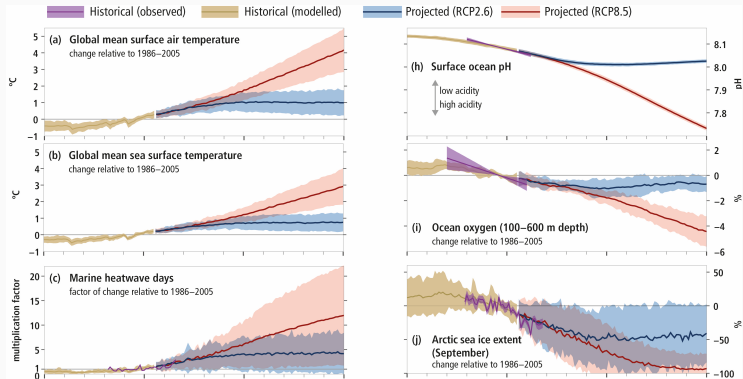 Historical (observed) Historical (modelled) Projected (RCP2.6) Projected (RCP8.5)
(a) Global mean surface air temperature
change relative to 1986–2005
°C
5
4
3
2
1
0
−1
(b) Global mean sea surface temperature
change relative to 1986–2005
°C
5
4
3
2
1
0
−1
(c) Marine heatwave days
factor of change relative to 1986–2005
multiplication factor
20
15
10
5
1
(h) Surface ocean pH
low acidity
high acidity
8.1
8.0
7.9
7.8
pH
(i) Ocean oxygen (100–600 m depth)
change relative to 1986–2005
2
0
−2
−4
−6
%
(j) Arctic sea ice extent
(September)
change relative to 1986–2005
50
0
−50
−100
%